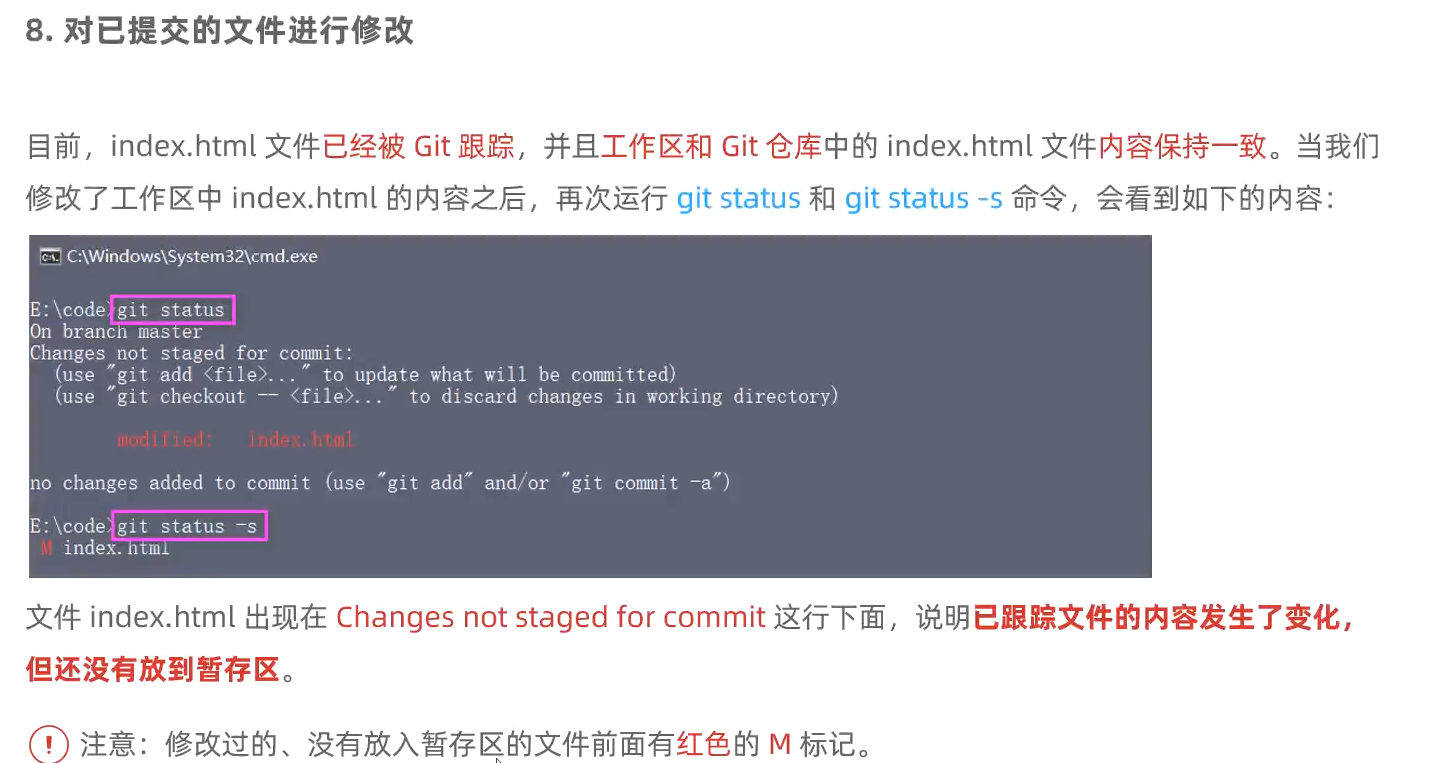 8. 对已提交的文件进行修改
目前，index.html 文件已经被 Git 跟踪，并且工作区和 Git 仓库中的 index.html 文件内容保持一致。当我们
修改了工作区中 index.html 的内容之后，再次运行 git status 和 git status -s 命令，会看到如下的内容：
C:\Windows\System32\cmd.exe
E:\code>git status
On branch master
Changes not staged for commit:
  (use "git add <file>..." to update what will be committed)
  (use "git checkout -- <file>..." to discard changes in working directory)
        modified:   index.html
no changes added to commit (use "git add" and/or "git commit -a")
E:\code>git status -s
 M index.html
文件 index.html 出现在 Changes not staged for commit 这行下面，说明已跟踪文件的内容发生了变化，
但还没有放到暂存区。
! 注意：修改过的、没有放入暂存区的文件前面有红色的 M 标记。